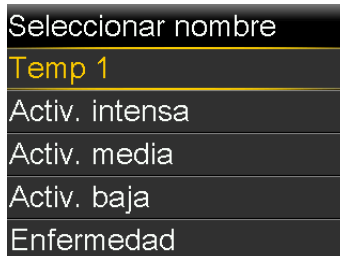 Seleccionar nombre
Temp 1
Activ. intensa
Activ. media
Activ. baja
Enfermedad